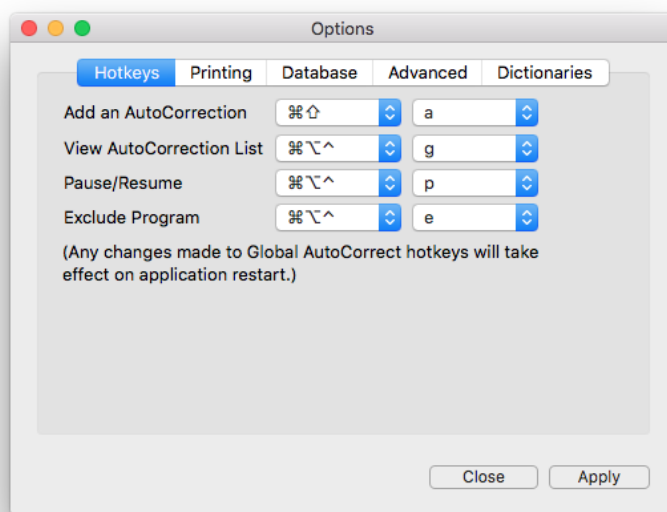 Options
Hotkeys Printing Database Advanced Dictionaries
Add an AutoCorrection ⌘⇧ a
View AutoCorrection List ⌘⌥^ g
Pause/Resume ⌘⌥^ p
Exclude Program ⌘⌥^ e
(Any changes made to Global AutoCorrect hotkeys will take
effect on application restart.)
Close Apply